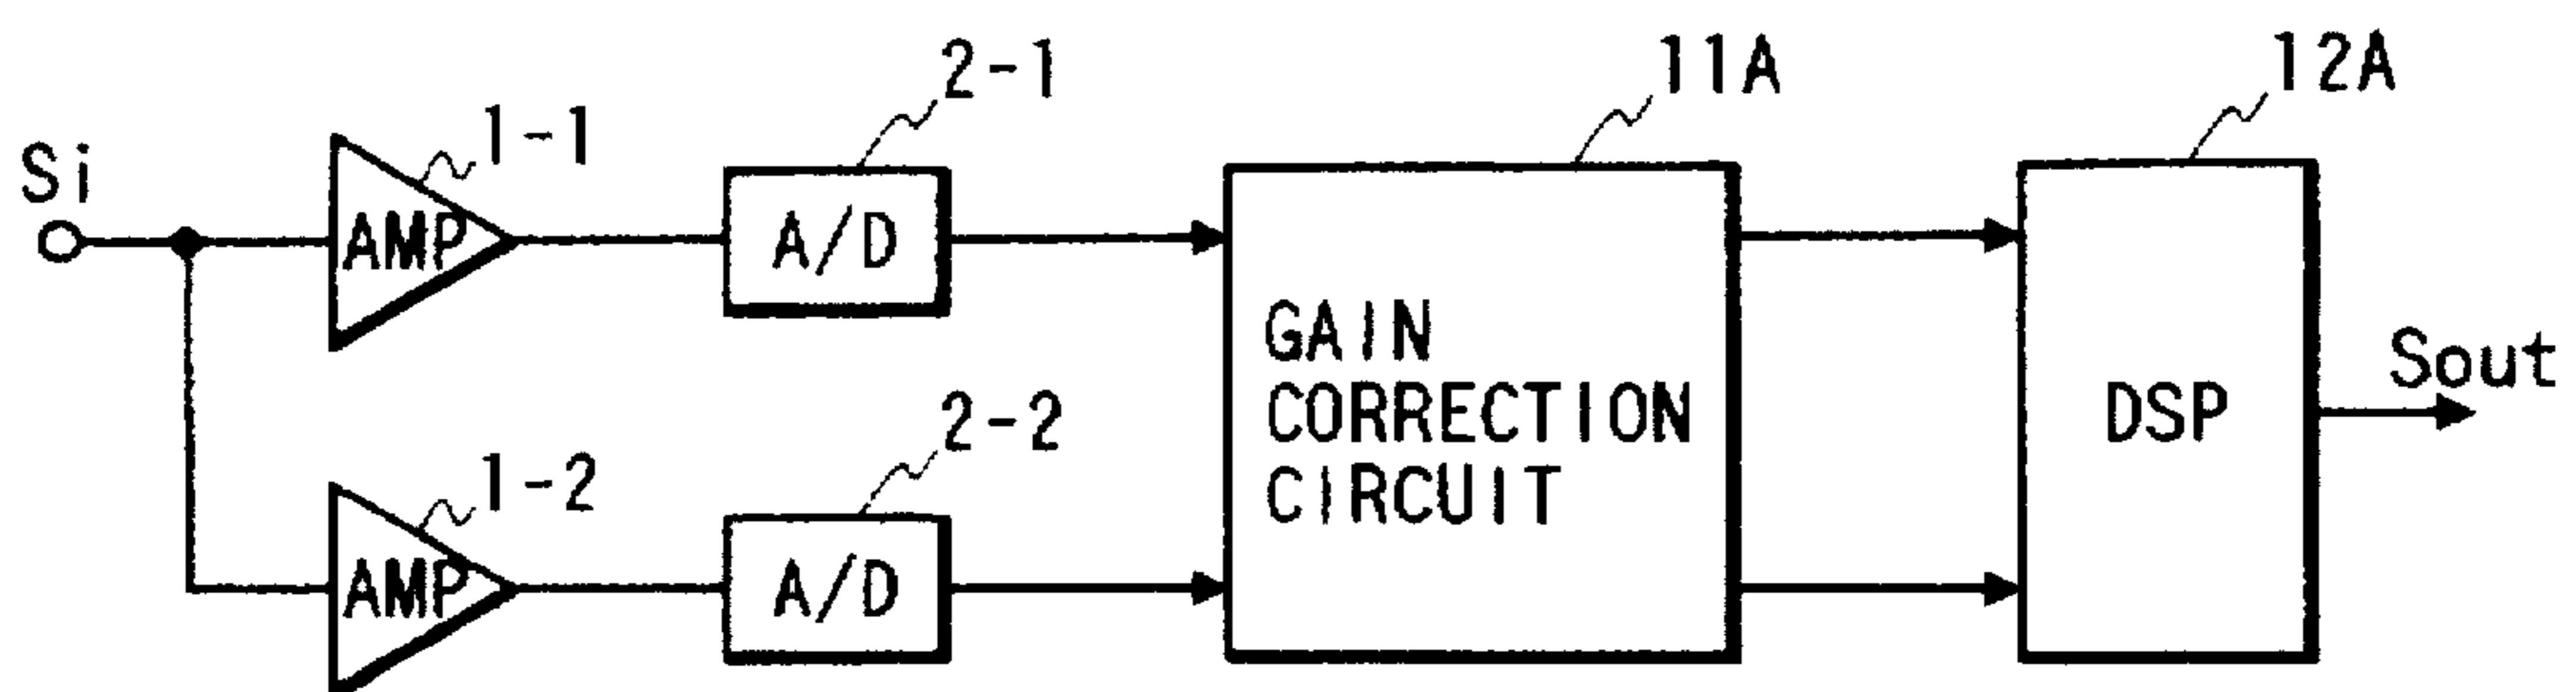 Si
1-1
AMP
2-1
A/D
11A
GAIN
CORRECTION
CIRCUIT
12A
DSP
Sout
1-2
AMP
2-2
A/D